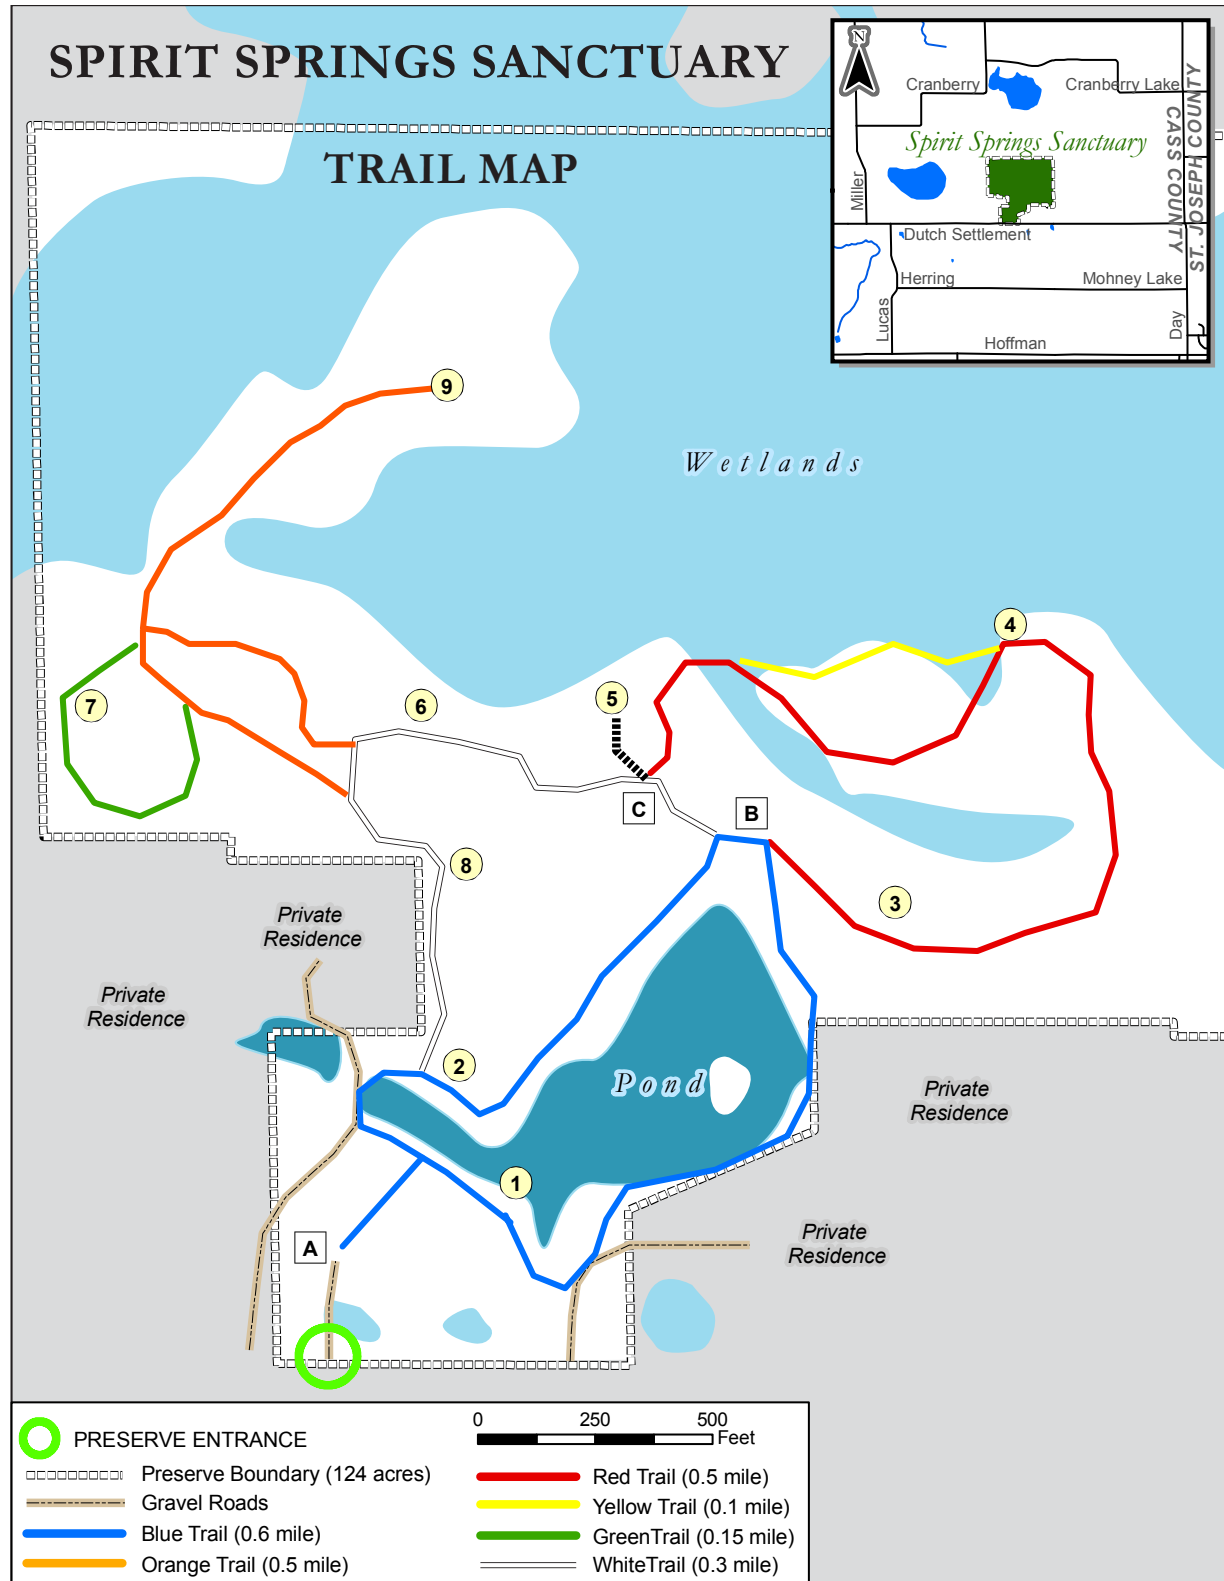 SPIRIT SPRINGS SANCTUARY
TRAIL MAP
N
Cranberry
Cranberry Lake
Spirit Springs Sanctuary
CASS COUNTY
ST. JOSEPH COUNTY
Miller
Dutch Settlement
Herring
Mohney Lake
Lucas
Day
Hoffman
9
Wetlands
4
7
6
5
C
B
8
3
Private
Residence
Private
Residence
2
Pond
Private
Residence
1
A
Private
Residence
PRESERVE ENTRANCE
Preserve Boundary (124 acres)
Gravel Roads
Blue Trail (0.6 mile)
Orange Trail (0.5 mile)
0 250 500
Feet
Red Trail (0.5 mile)
Yellow Trail (0.1 mile)
GreenTrail (0.15 mile)
WhiteTrail (0.3 mile)